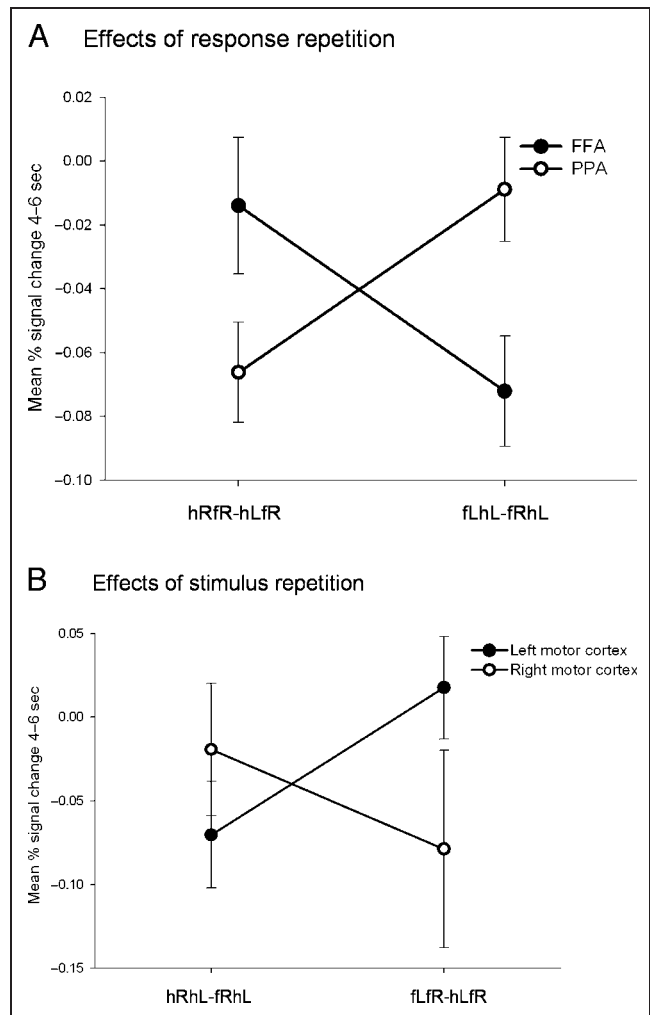 A Effects of response repetition
0.02
0.00
−0.02
−0.04
−0.06
−0.08
−0.10
Mean % signal change 4–6 sec
FFA
PPA
hRfR-hLfR fLhL-fRhL
B Effects of stimulus repetition
0.05
0.00
−0.05
−0.10
−0.15
Mean % signal change 4–6 sec
Left motor cortex
Right motor cortex
hRhL-fRhL fLfR-hLfR